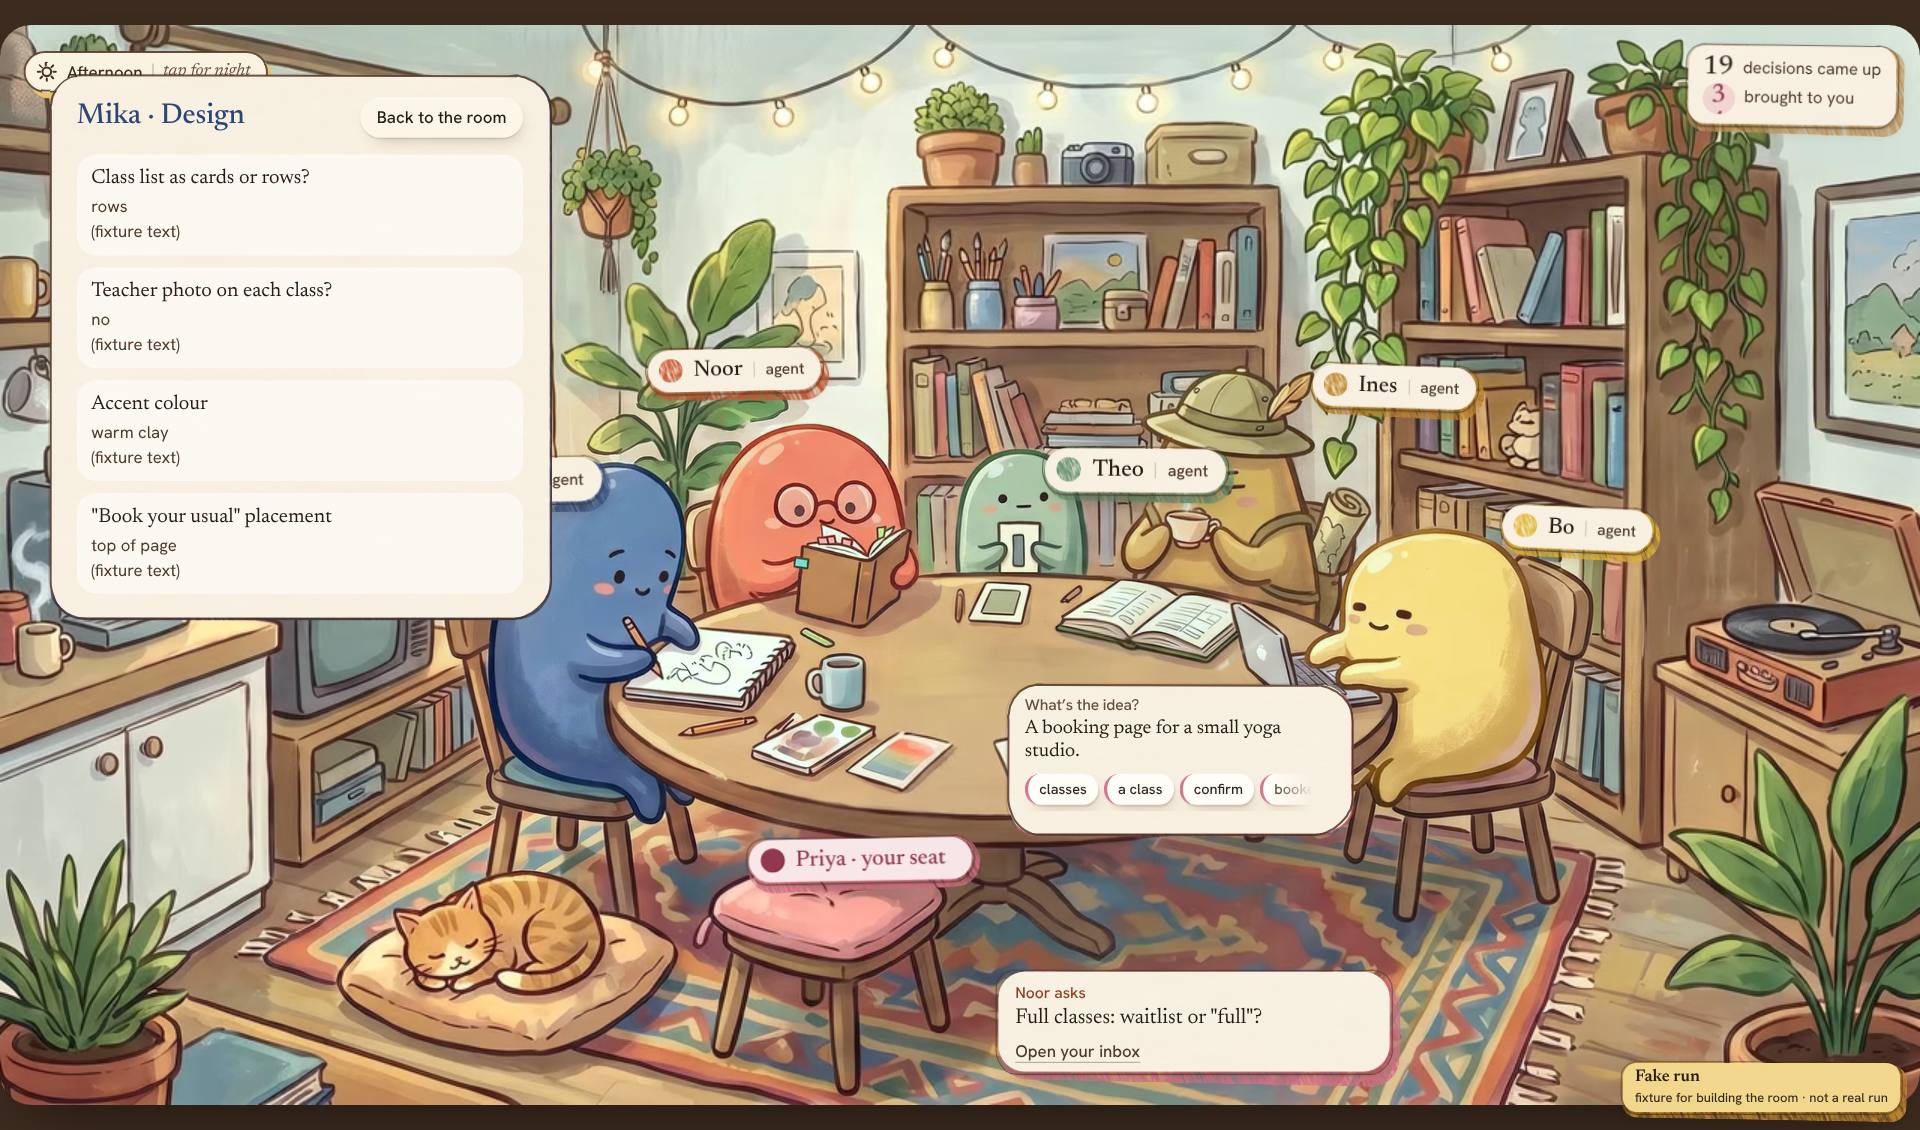 Afternoon | tap for night
Mika · Design
Back to the room
Class list as cards or rows?
rows
(fixture text)
Teacher photo on each class?
no
(fixture text)
Accent colour
warm clay
(fixture text)
"Book your usual" placement
top of page
(fixture text)
19 decisions came up
3 brought to you
Noor | agent
Ines | agent
Theo | agent
gent
Bo | agent
What's the idea?
A booking page for a small yoga
studio.
classes
a class
confirm
book
Priya · your seat
Noor asks
Full classes: waitlist or "full"?
Open your inbox
Fake run
fixture for building the room · not a real run